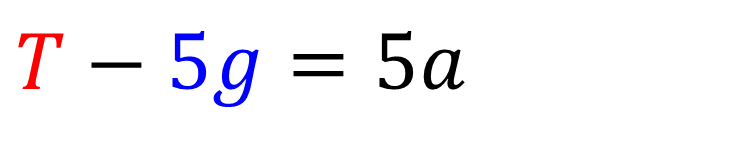 T − 5g = 5a